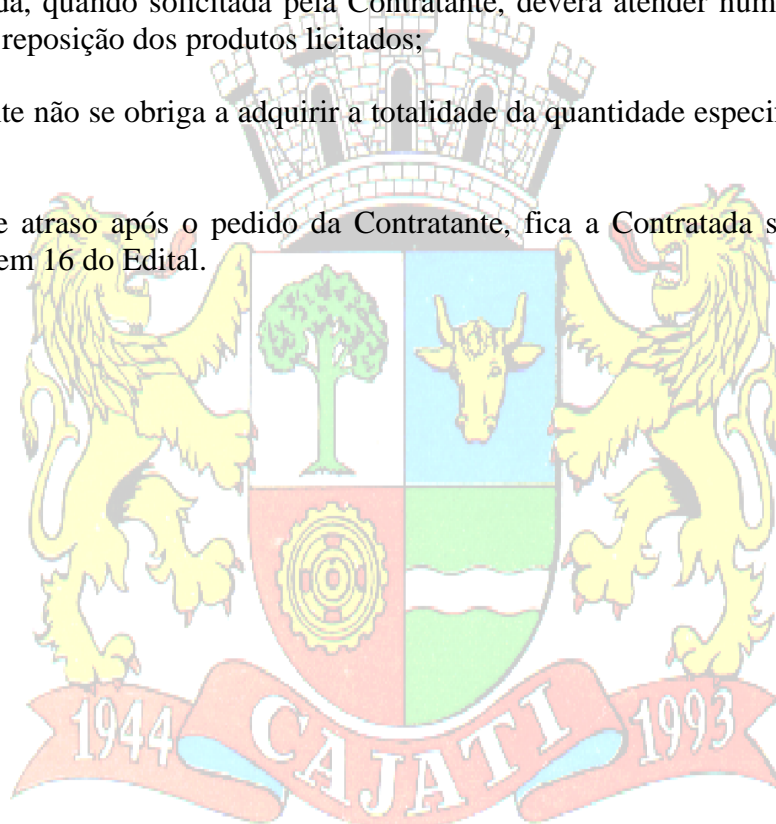 da, quando solicitada pela Contratante, deverá atender num
reposição dos produtos licitados;
te não se obriga a adquirir a totalidade da quantidade especif
e atraso após o pedido da Contratante, fica a Contratada s
em 16 do Edital.
1944 CAJATI 1993